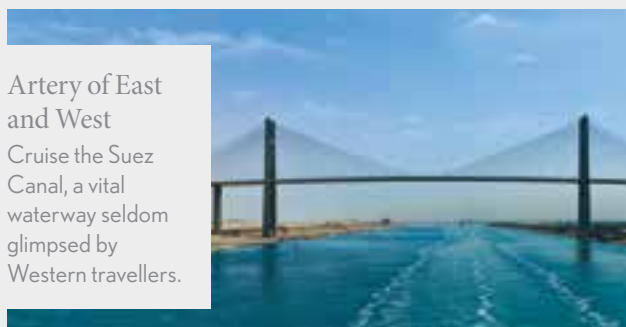 Artery of East
and West
Cruise the Suez
Canal, a vital
waterway seldom
glimpsed by
Western travellers.